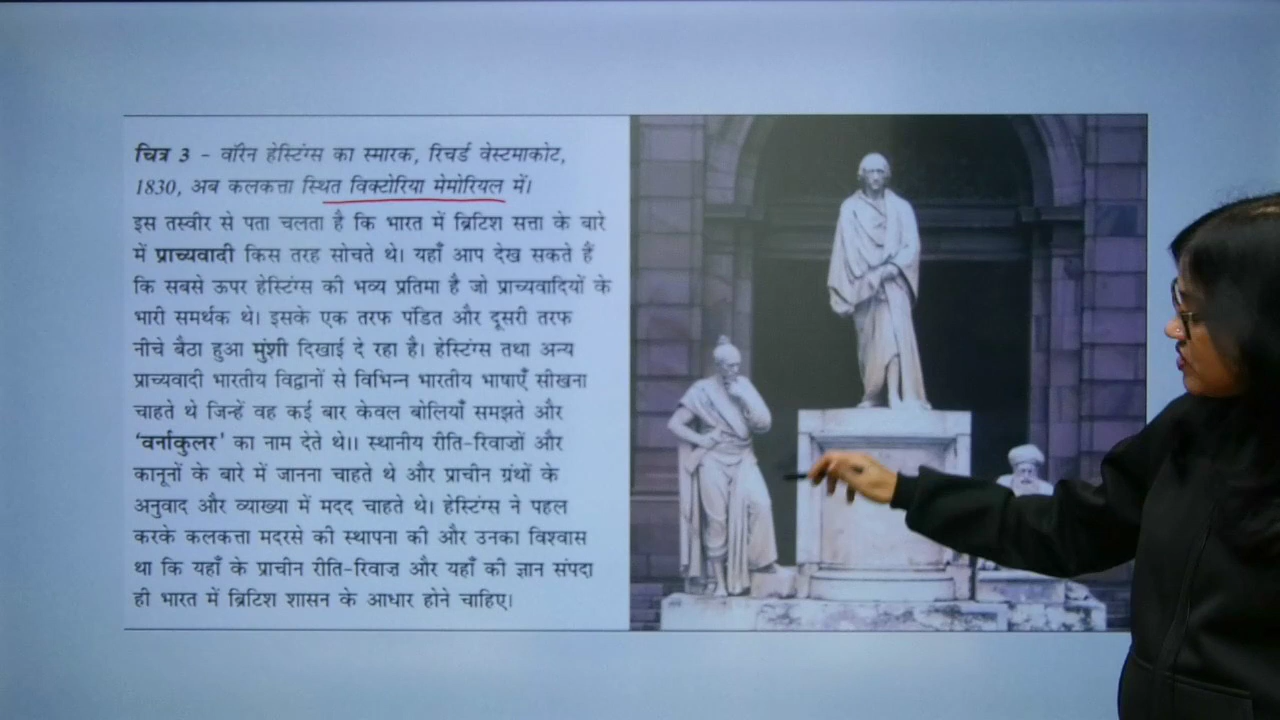 चित्र 3 – वॉरेन हेस्टिंग्स का स्मारक, रिचर्ड वेस्टमाकोट,
1830, अब कलकत्ता स्थित विक्टोरिया मेमोरियल में।
इस तस्वीर से पता चलता है कि भारत में ब्रिटिश सत्ता के बारे
में प्राच्यवादी किस तरह सोचते थे। यहाँ आप देख सकते हैं
कि सबसे ऊपर हेस्टिंग्स की भव्य प्रतिमा है जो प्राच्यवादियों के
भारी समर्थक थे। इसके एक तरफ पंडित और दूसरी तरफ
नीचे बैठा हुआ मुंशी दिखाई दे रहा है। हेस्टिंग्स तथा अन्य
प्राच्यवादी भारतीय विद्वानों से विभिन्न भारतीय भाषाएँ सीखना
चाहते थे जिन्हें वह कई बार केवल बोलियाँ समझते और
‘वर्नाकुलर’ का नाम देते थे।। स्थानीय रीति-रिवाज़ों और
कानूनों के बारे में जानना चाहते थे और प्राचीन ग्रंथों के
अनुवाद और व्याख्या में मदद चाहते थे। हेस्टिंग्स ने पहल
करके कलकत्ता मदरसे की स्थापना की और उनका विश्वास
था कि यहाँ के प्राचीन रीति-रिवाज़ और यहाँ की ज्ञान संपदा
ही भारत में ब्रिटिश शासन के आधार होने चाहिए।